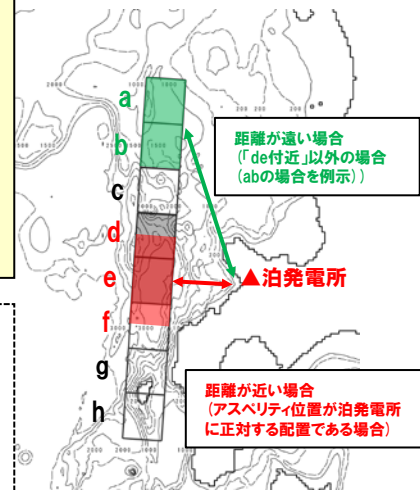 a
b
c
d
e
f
g
h
距離が遠い場合
(「de付近」以外の場合
(abの場合を例示))
▲泊発電所
距離が近い場合
(アスペリティ位置が泊発電所
に正対する配置である場合)